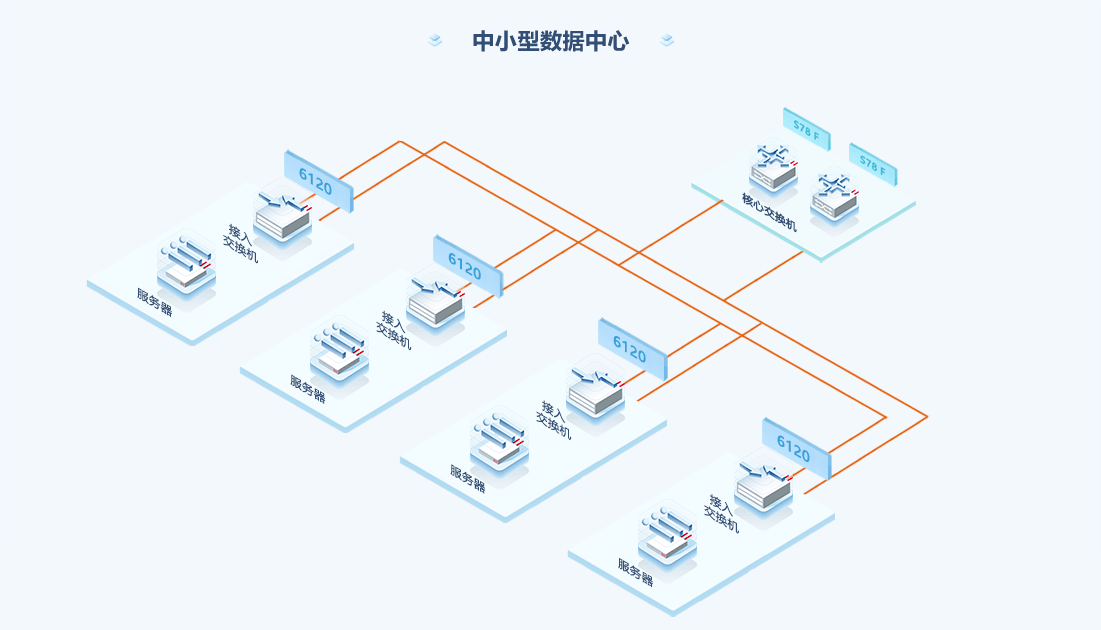 中小型数据中心
S78 F
S78 F
核心交换机
6120
接入
交换机
服务器
6120
接入
交换机
服务器
6120
接入
交换机
服务器
6120
接入
交换机
服务器